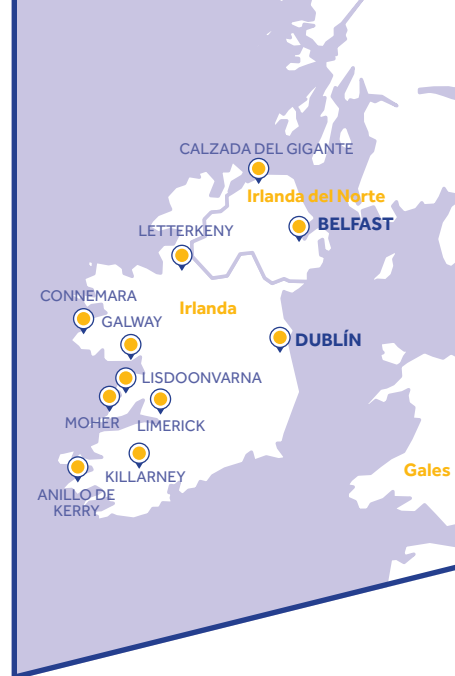 CALZADA DEL GIGANTE
Irlanda del Norte
BELFAST
LETTERKENY
CONNEMARA
Irlanda
GALWAY
DUBLÍN
LISDOONVARNA
MOHER
LIMERICK
Gales
KILLARNEY
ANILLO DE
KERRY